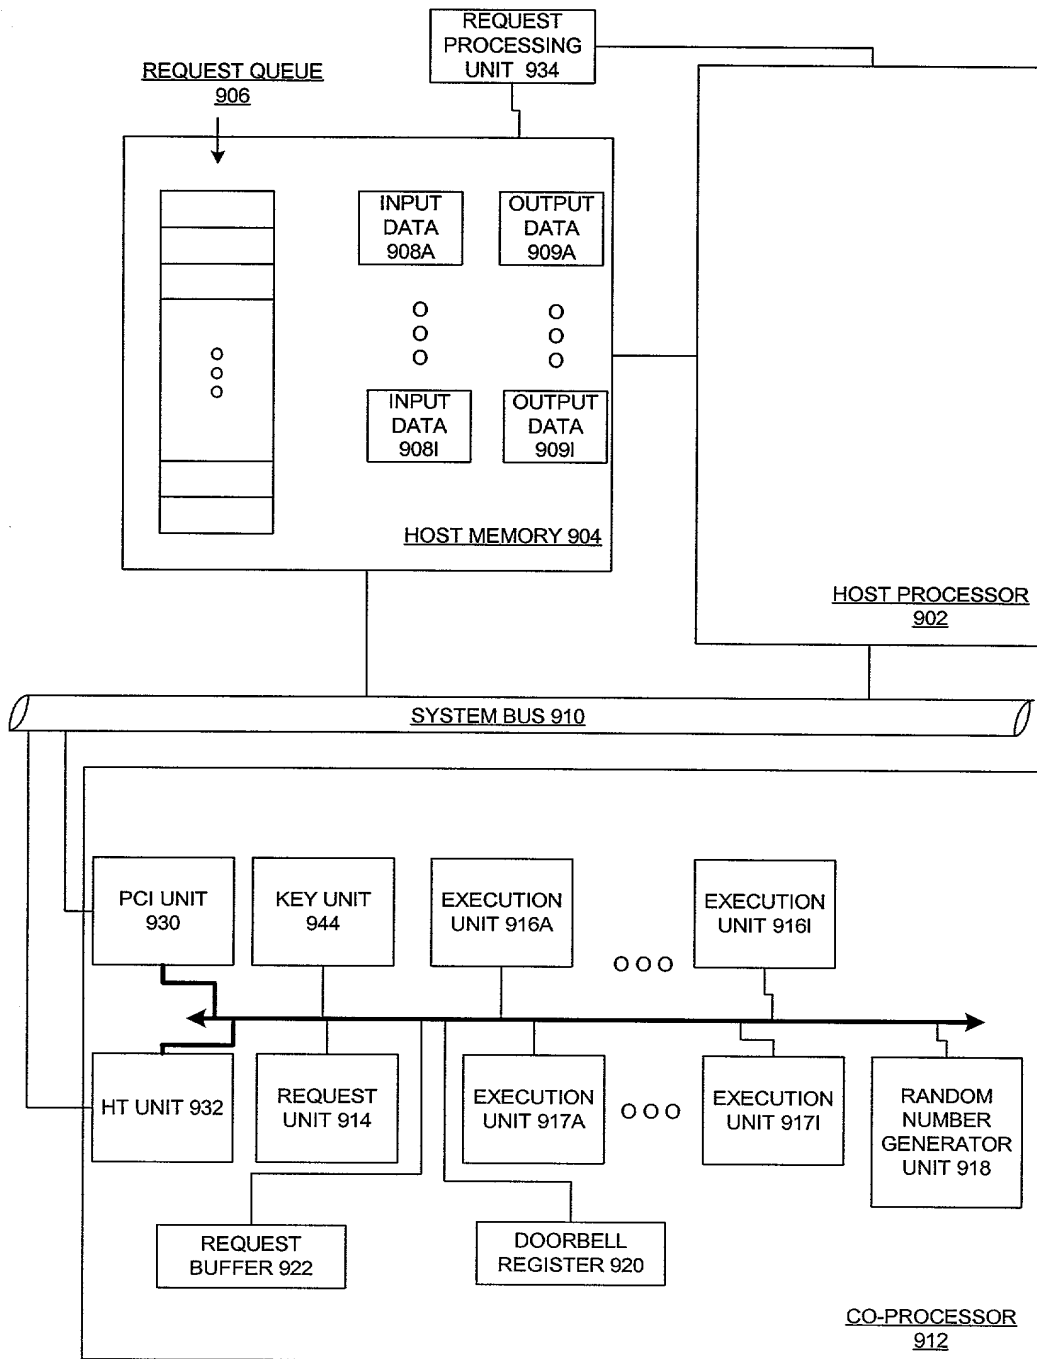 REQUEST
PROCESSING
UNIT 934
REQUEST QUEUE
906
INPUT
DATA
908A
OUTPUT
DATA
909A
INPUT
DATA
908I
OUTPUT
DATA
909I
HOST MEMORY 904
HOST PROCESSOR
902
SYSTEM BUS 910
PCI UNIT
930
KEY UNIT
944
EXECUTION
UNIT 916A
EXECUTION
UNIT 916I
HT UNIT 932
REQUEST
UNIT 914
EXECUTION
UNIT 917A
EXECUTION
UNIT 917I
RANDOM
NUMBER
GENERATOR
UNIT 918
REQUEST
BUFFER 922
DOORBELL
REGISTER 920
CO-PROCESSOR
912